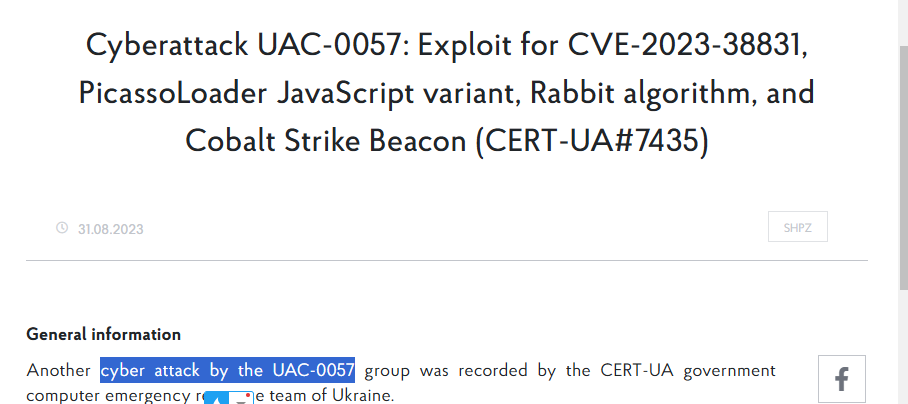 Cyberattack UAC-0057: Exploit for CVE-2023-38831,
PicassoLoader JavaScript variant, Rabbit algorithm, and
Cobalt Strike Beacon (CERT-UA#7435)
31.08.2023
SHPZ
General information
Another cyber attack by the UAC-0057 group was recorded by the CERT-UA government
computer emergency team of Ukraine.